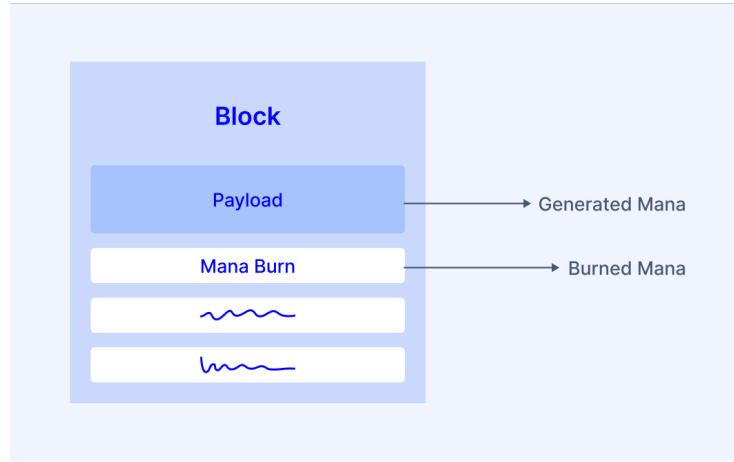 Block
Payload
Generated Mana
Mana Burn
Burned Mana